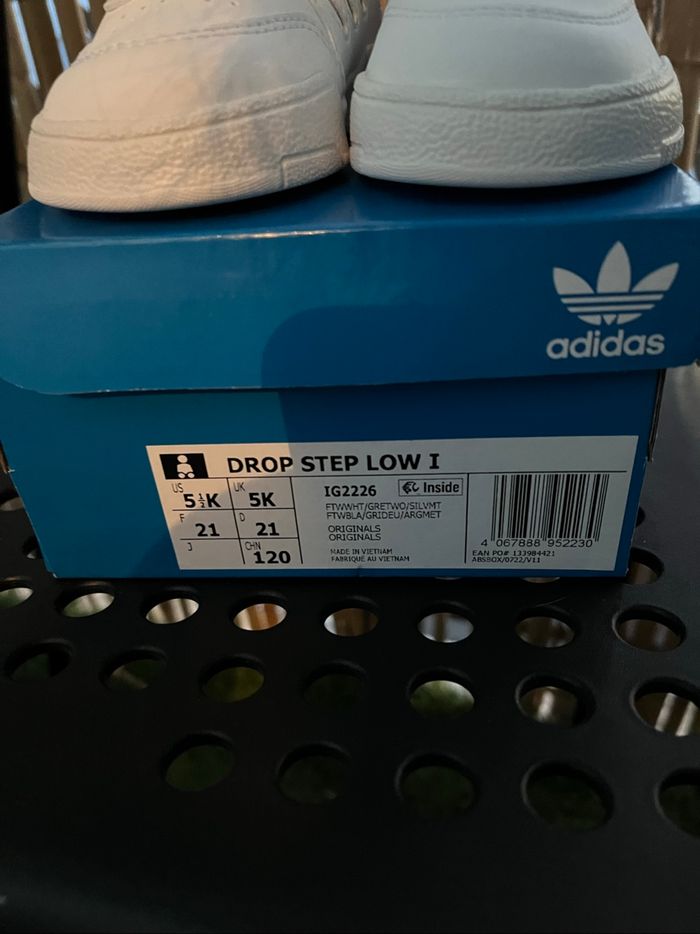 adidas
DROP STEP LOW I
US
5½K
UK
5K
F
21
D
21
J
CHN
120
IG2226
Inside
FTWWHT/GRETWO/SILVMT
FTWBLA/GRIDEU/ARGMET
ORIGINALS
ORIGINALS
MADE IN VIETNAM
FABRIQUÉ AU VIETNAM
4 067888 952230
EAN PO# 133984421
ABSBOX/0722/V11